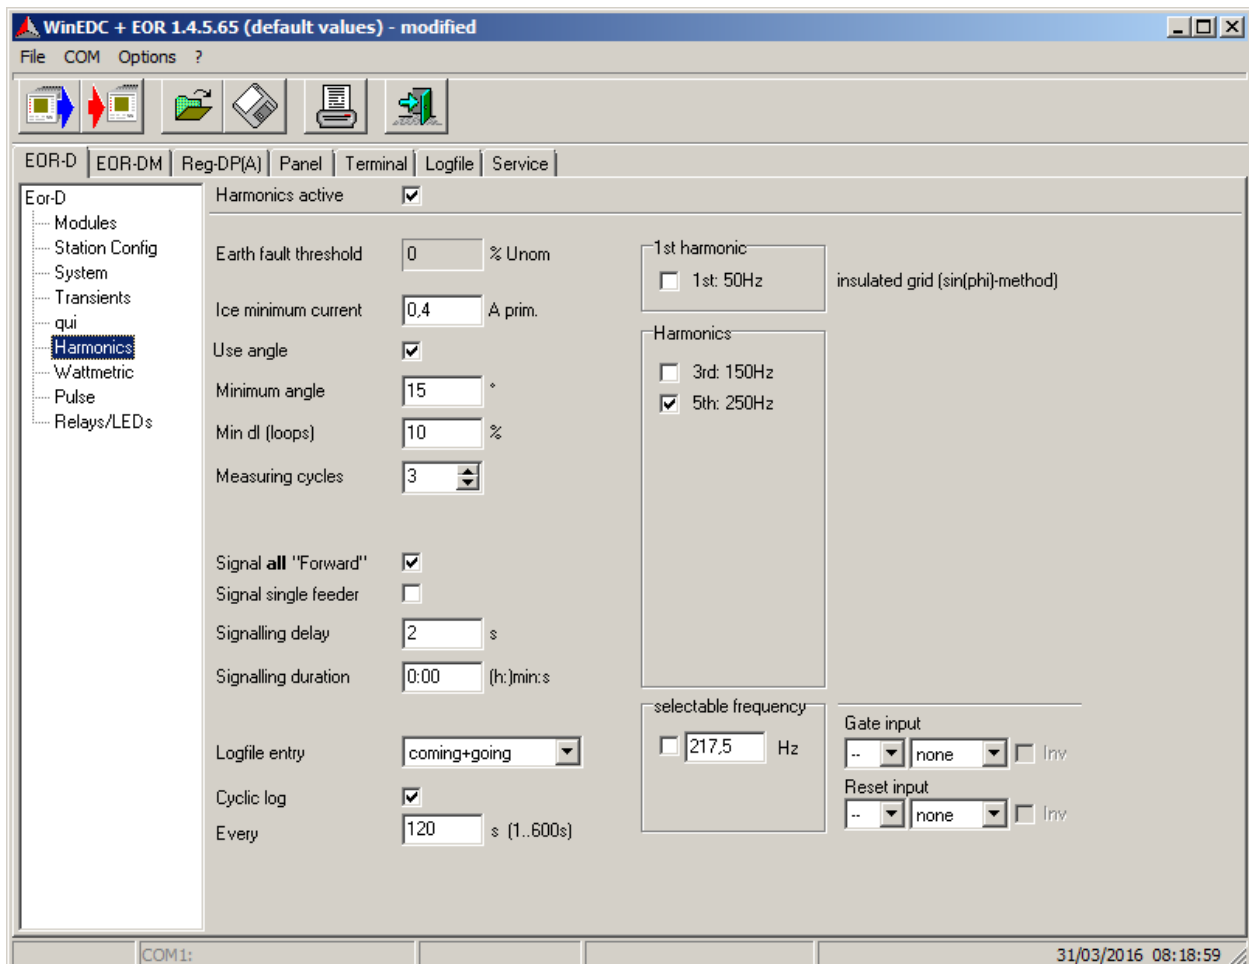 WinEDC + EOR 1.4.5.65 (default values) - modified
File COM Options ?
EOR-D EOR-DM Reg-DP(A) Panel Terminal Logfile Service
Eor-D
Modules
Station Config
System
Transients
qui
Harmonics
Wattmetric
Pulse
Relays/LEDs
Harmonics active
Earth fault threshold 0 % Unom
Ice minimum current 0,4 A prim.
Use angle
Minimum angle 15 °
Min dI (loops) 10 %
Measuring cycles 3
Signal all "Forward"
Signal single feeder
Signalling delay 2 s
Signalling duration 0:00 (h:)min:s
Logfile entry coming+going
Cyclic log
Every 120 s (1..600s)
1st harmonic
1st: 50Hz insulated grid (sin(phi)-method)
Harmonics
3rd: 150Hz
5th: 250Hz
selectable frequency
217,5 Hz
Gate input
-- none Inv
Reset input
-- none Inv
COM1: 31/03/2016 08:18:59